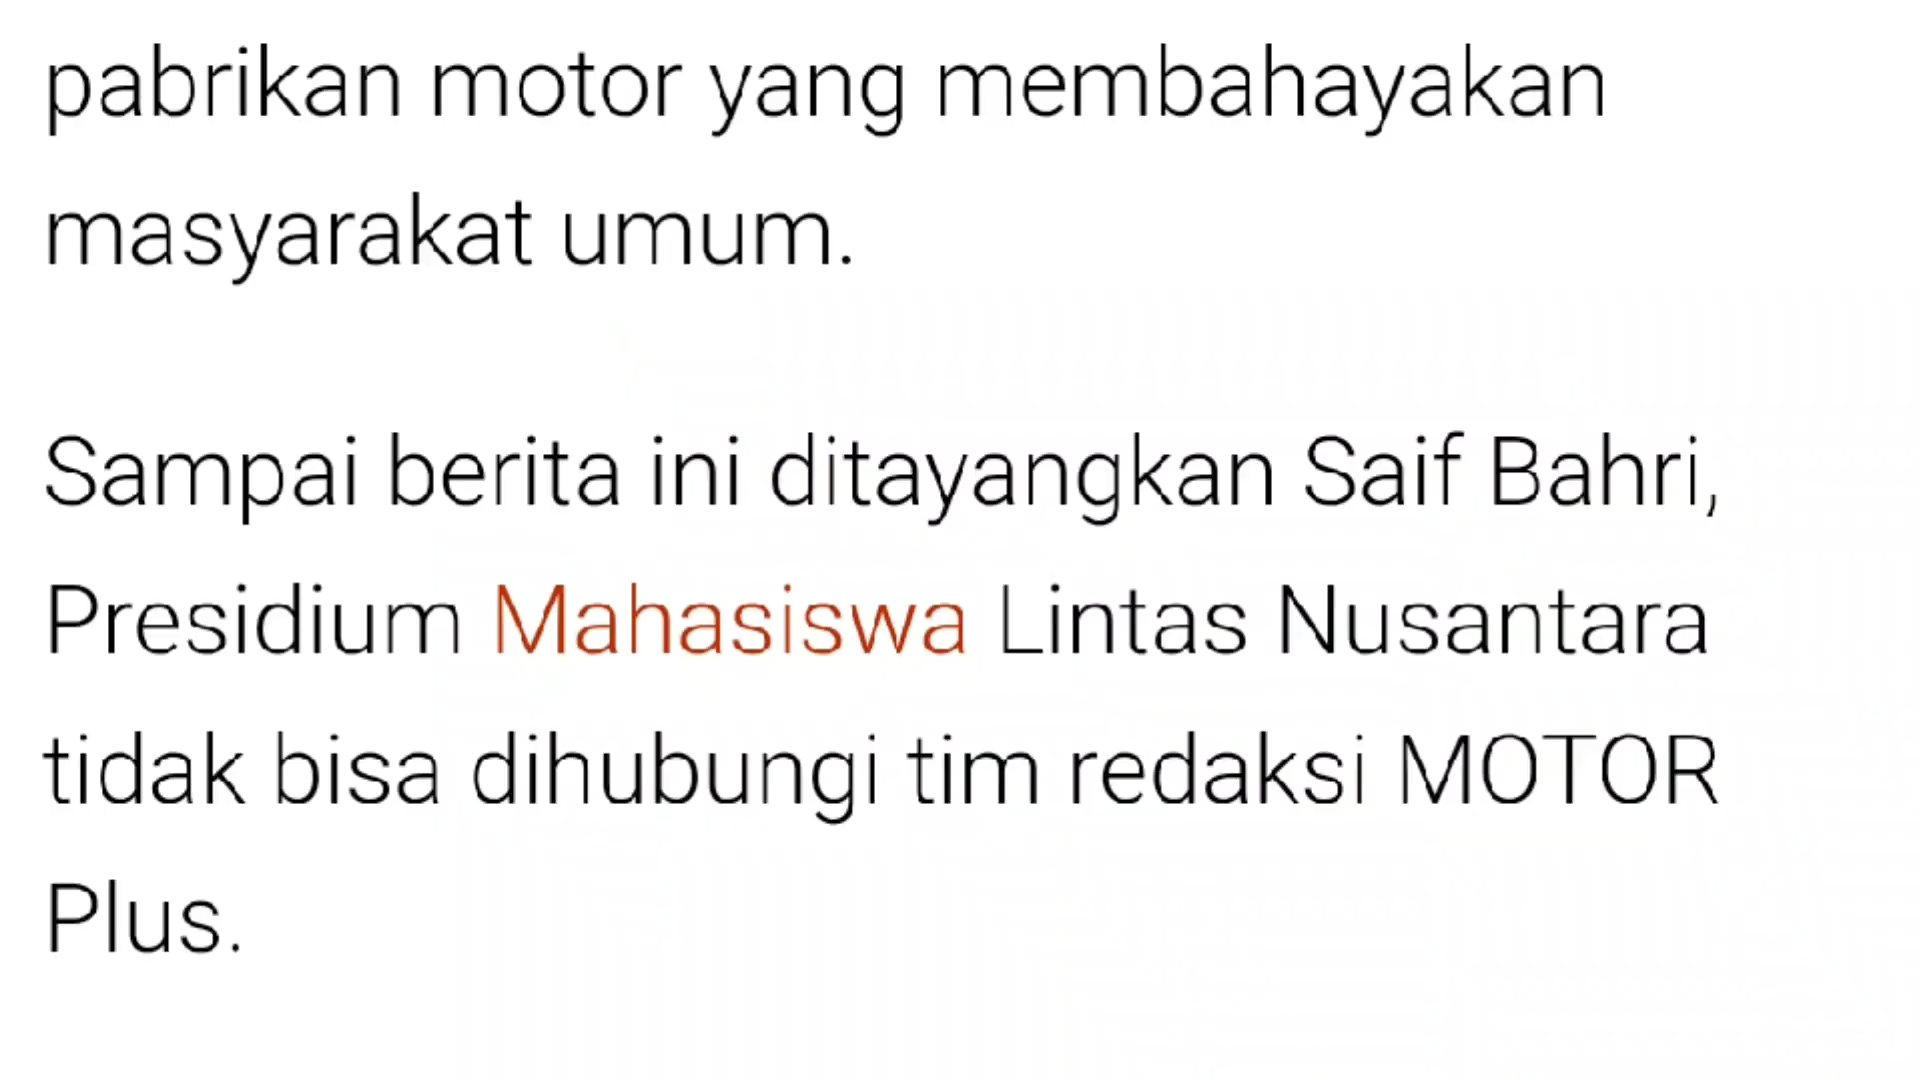 pabrikan motor yang membahayakan
masyarakat umum.
Sampai berita ini ditayangkan Saif Bahri,
Presidium Mahasiswa Lintas Nusantara
tidak bisa dihubungi tim redaksi MOTOR
Plus.